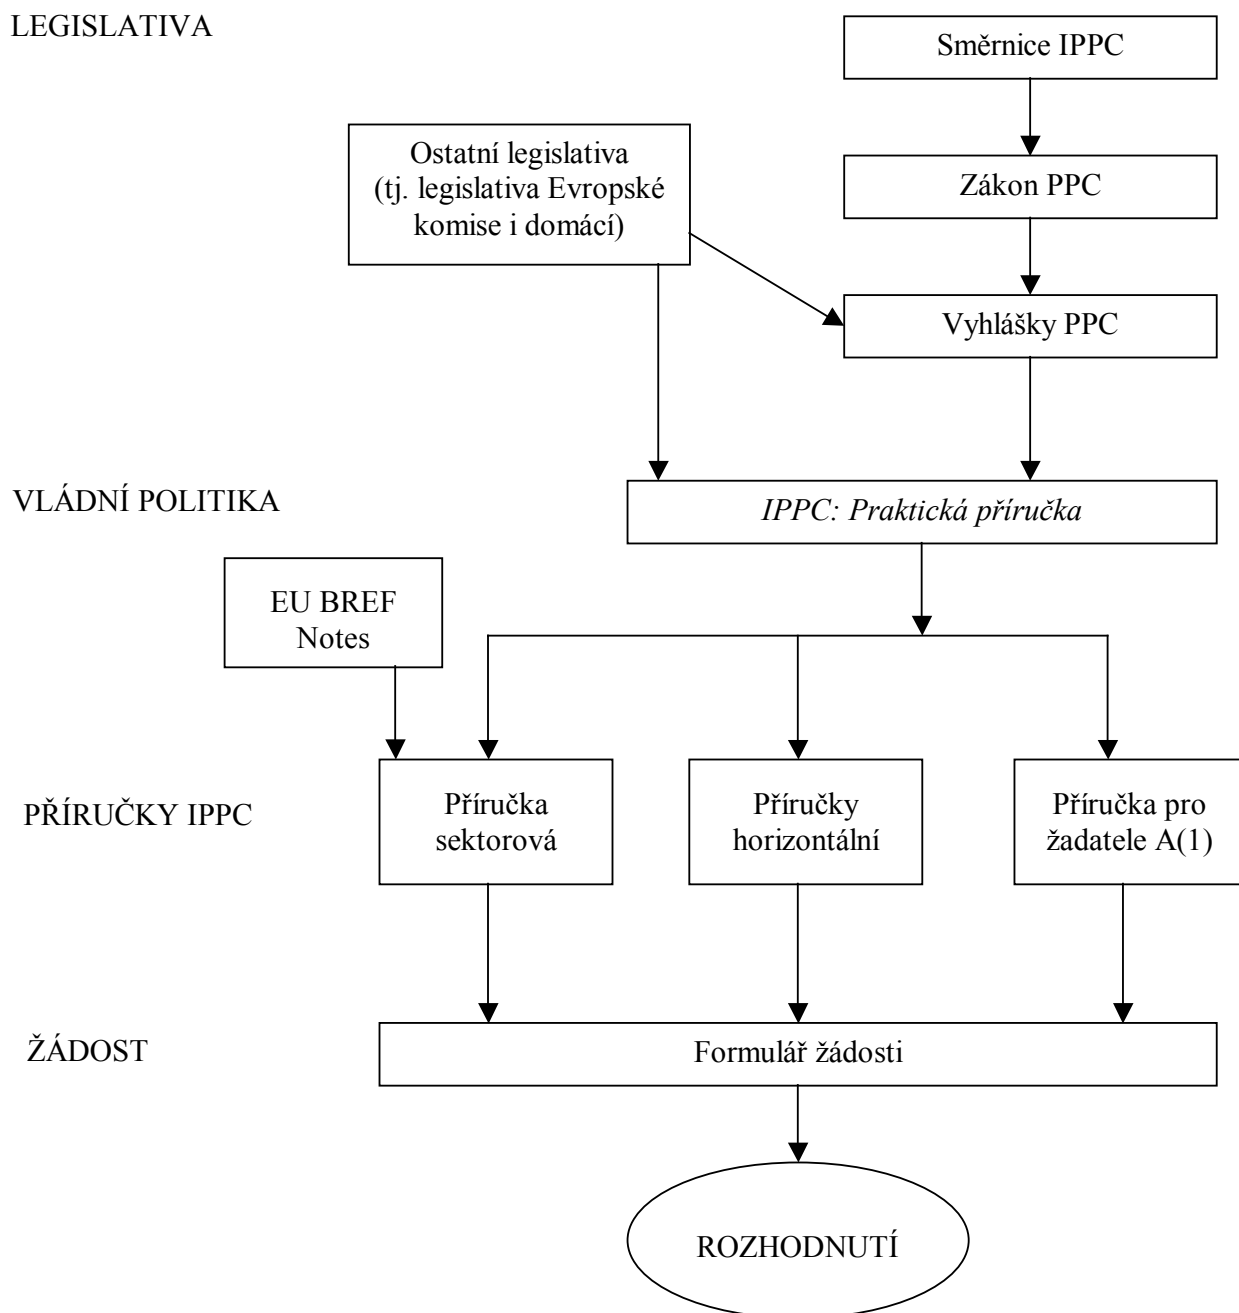 LEGISLATIVA
Směrnice IPPC
Ostatní legislativa
(tj. legislativa Evropské
komise i domácí)
Zákon PPC
Vyhlášky PPC
VLÁDNÍ POLITIKA
IPPC: Praktická příručka
EU BREF
Notes
PŘÍRUČKY IPPC
Příručka
sektorová
Příručky
horizontální
Příručka pro
žadatele A(1)
ŽÁDOST
Formulář žádosti
ROZHODNUTÍ